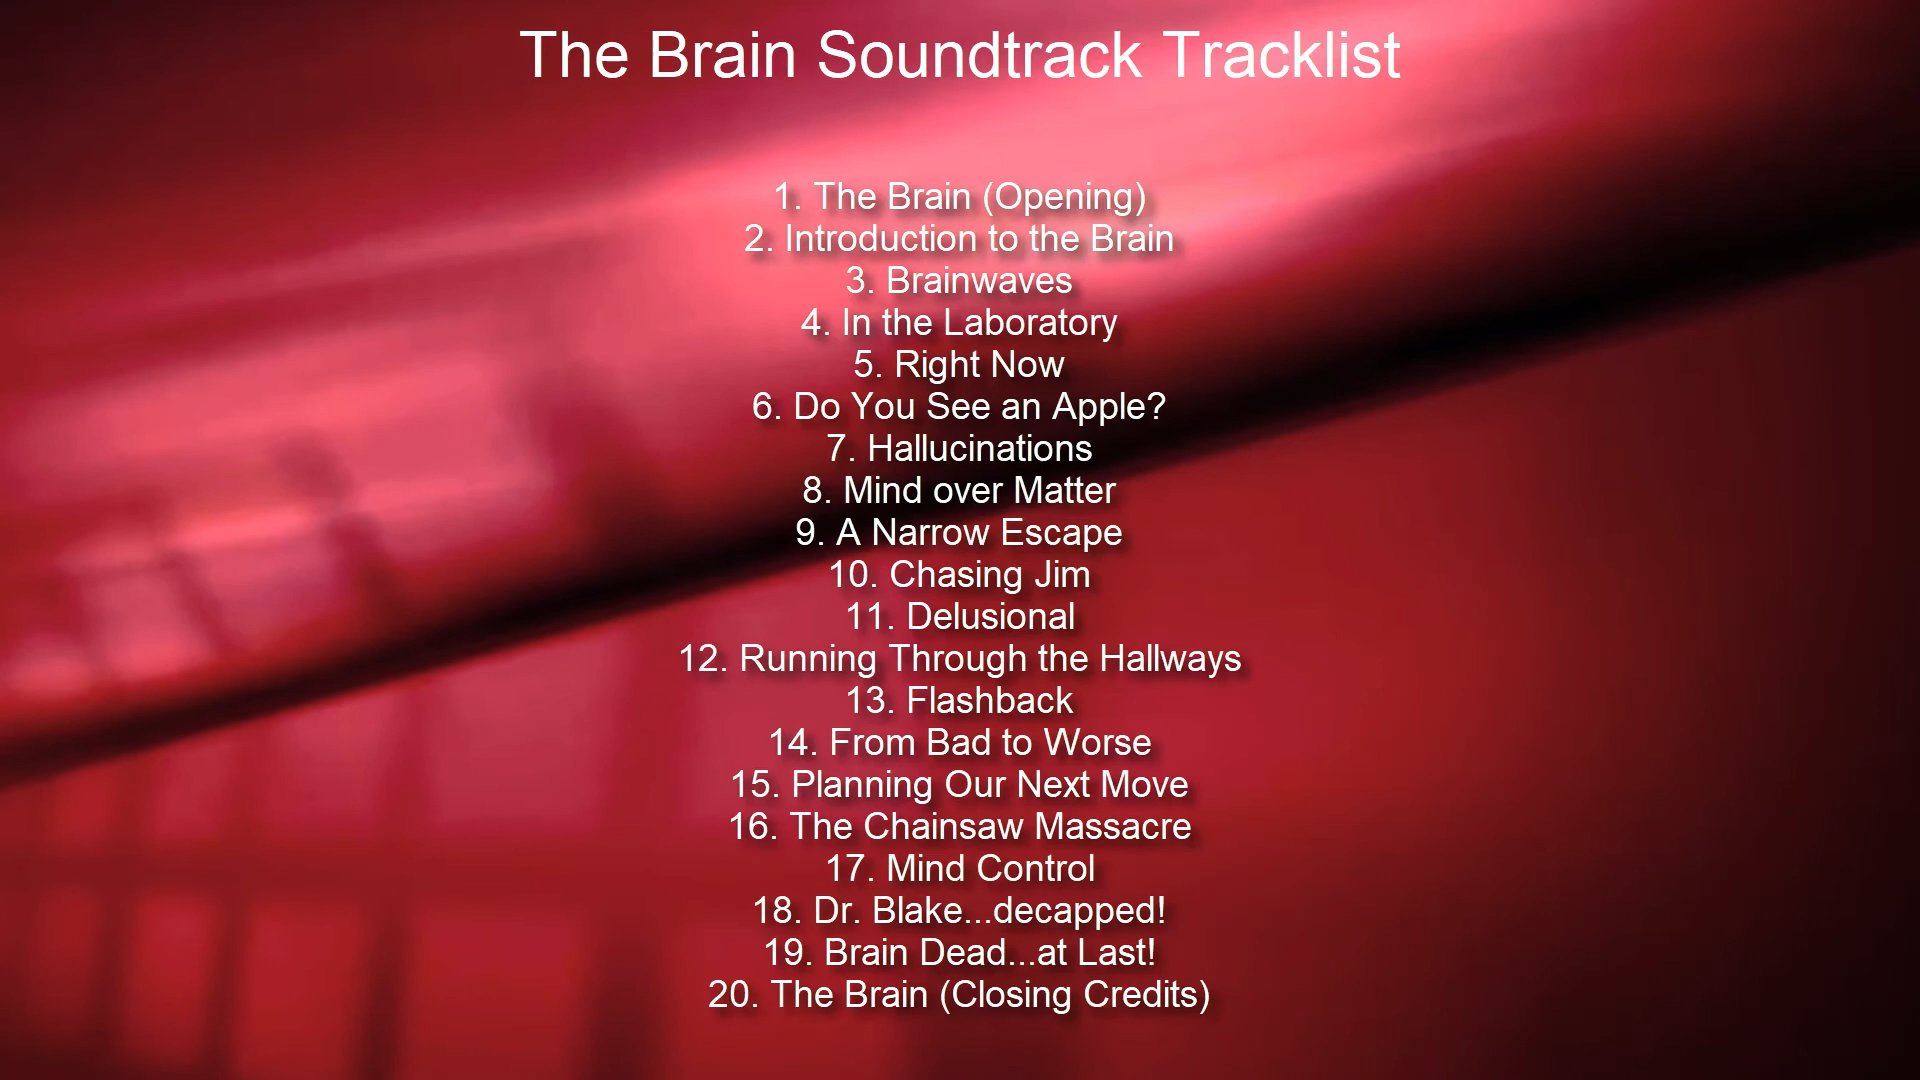 The Brain Soundtrack Tracklist
1. The Brain (Opening)
2. Introduction to the Brain
3. Brainwaves
4. In the Laboratory
5. Right Now
6. Do You See an Apple?
7. Hallucinations
8. Mind over Matter
9. A Narrow Escape
10. Chasing Jim
11. Delusional
12. Running Through the Hallways
13. Flashback
14. From Bad to Worse
15. Planning Our Next Move
16. The Chainsaw Massacre
17. Mind Control
18. Dr. Blake...decapped!
19. Brain Dead...at Last!
20. The Brain (Closing Credits)